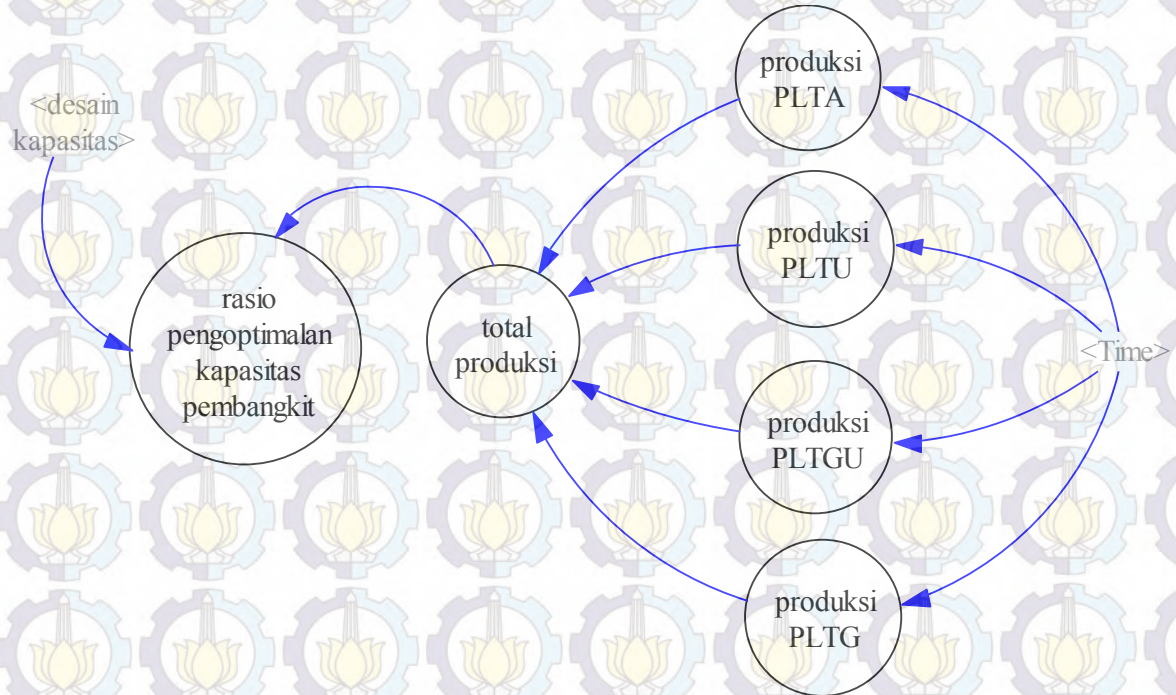 <desain
kapasitas>
rasio
pengoptimalan
kapasitas
pembangkit
total
produksi
produksi
PLTA
produksi
PLTU
produksi
PLTGU
produksi
PLTG
<Time>